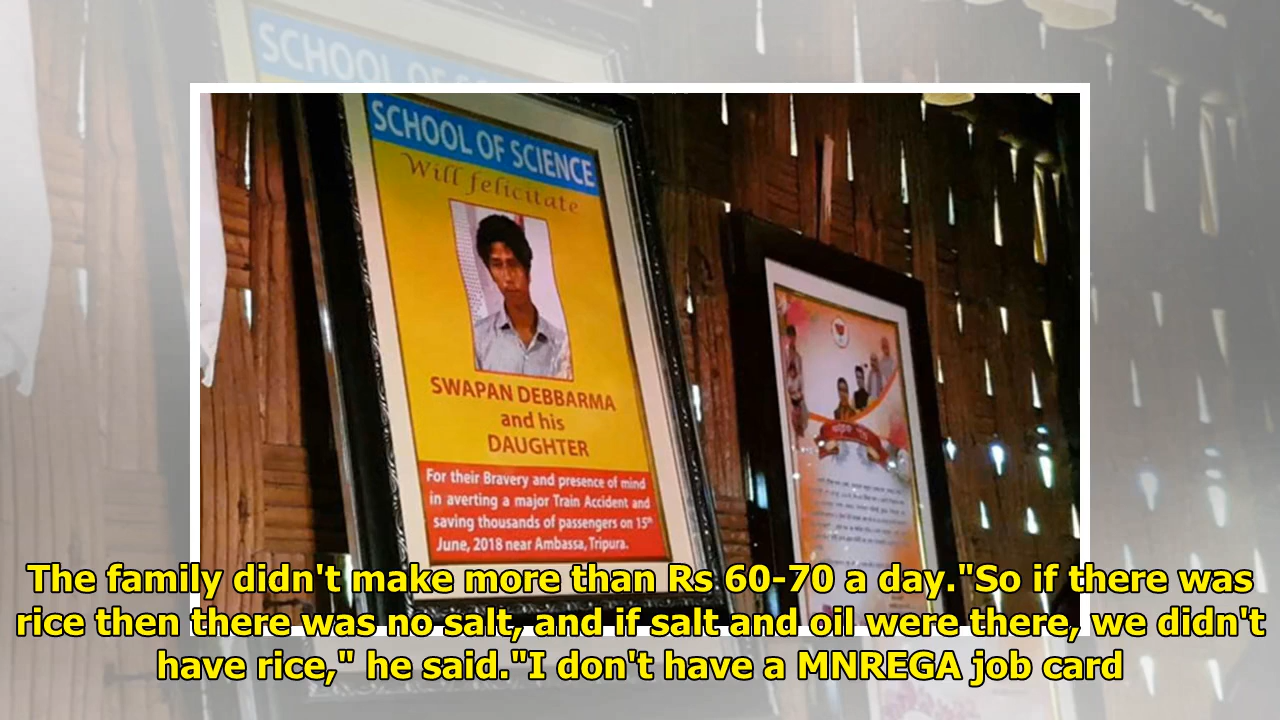 SCHOOL OF SCIENCE
Will felicitate
SWAPAN DEBBARMA
and his
DAUGHTER
For their Bravery and presence of mind
in averting a major Train Accident and
saving thousands of passengers on 15th
June, 2018 near Ambassa, Tripura.
The family didn't make more than Rs 60-70 a day."So if there was
rice then there was no salt, and if salt and oil were there, we didn't
have rice," he said."I don't have a MNREGA job card